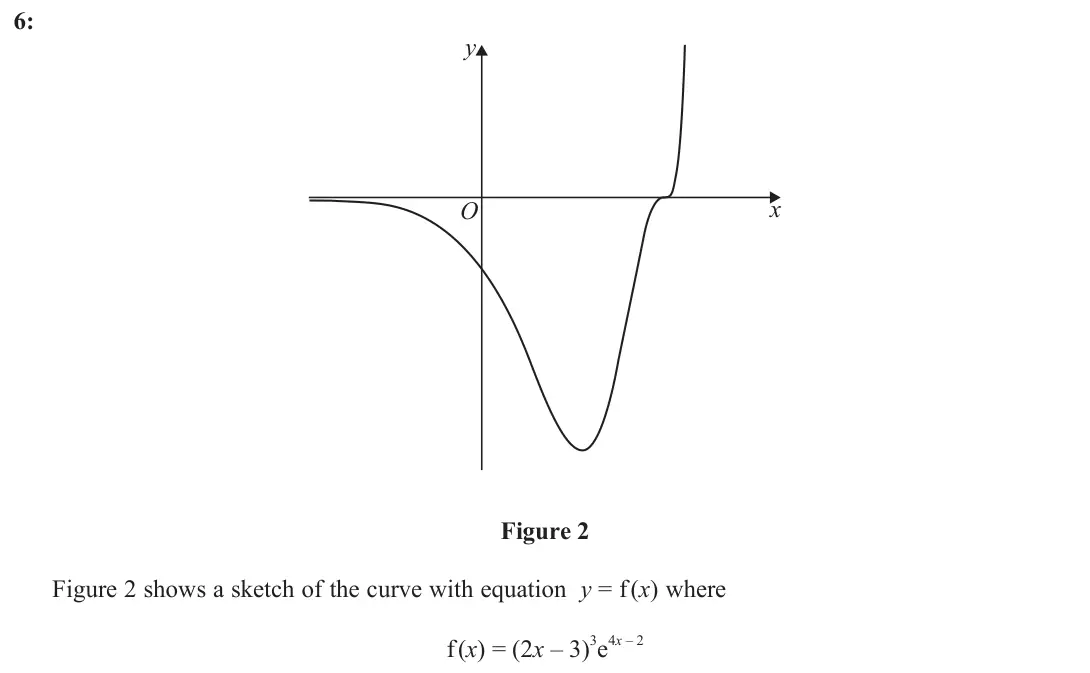 6:
y
O
x
Figure 2
Figure 2 shows a sketch of the curve with equation y = f(x) where
f(x) = (2x – 3)³e⁴ˣ ⁻ ²